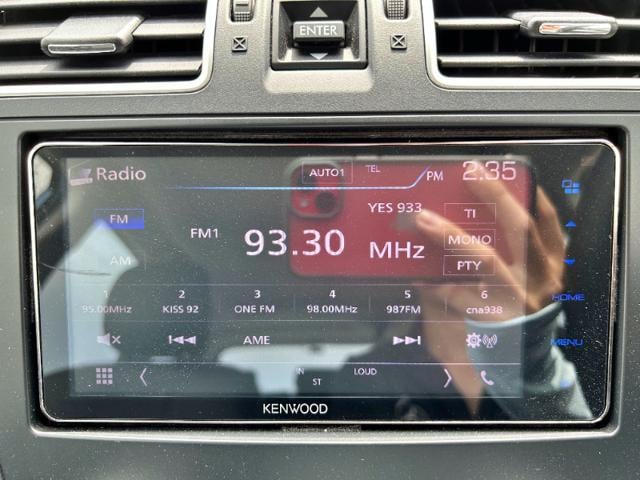 ENTER
Radio AUTO1 TEL PM 2:35
FM YES 933 TI
FM1 93.30 MHz MONO
AM PTY
1 2 3 4 5 6
95.00MHz KISS 92 ONE FM 98.00MHz 987FM cna938
AME
IN LOUD
ST
HOME
MENU
KENWOOD